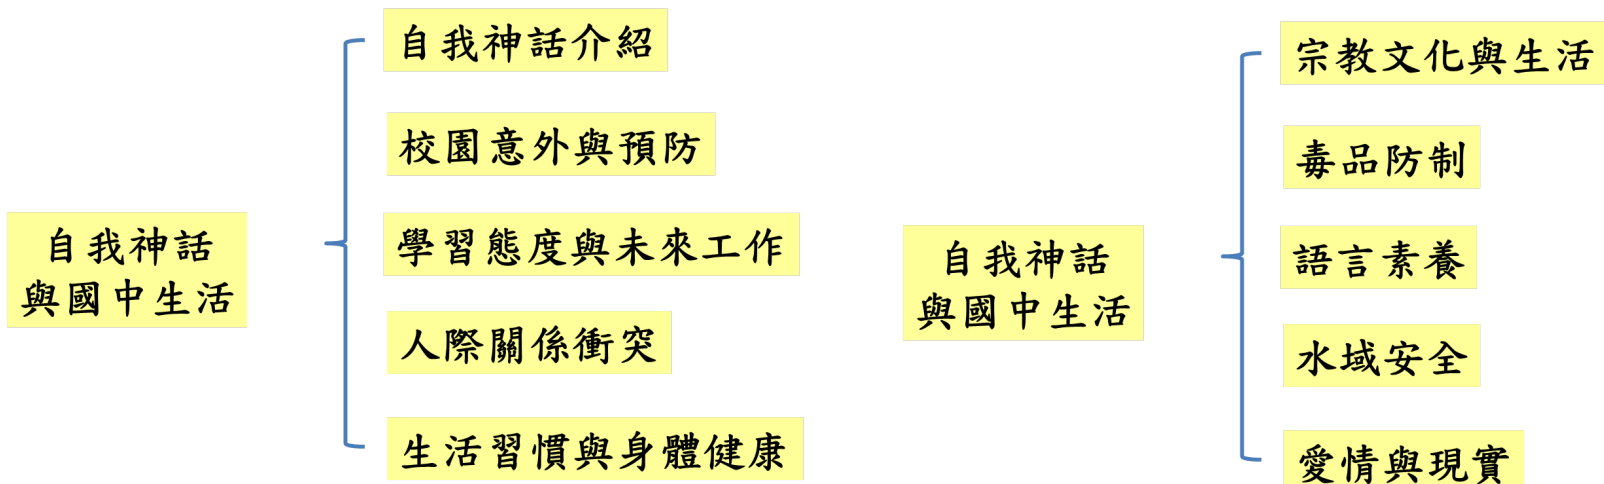 自我神話
與國中生活
自我神話介紹
校園意外與預防
學習態度與未來工作
人際關係衝突
生活習慣與身體健康
自我神話
與國中生活
宗教文化與生活
毒品防制
語言素養
水域安全
愛情與現實